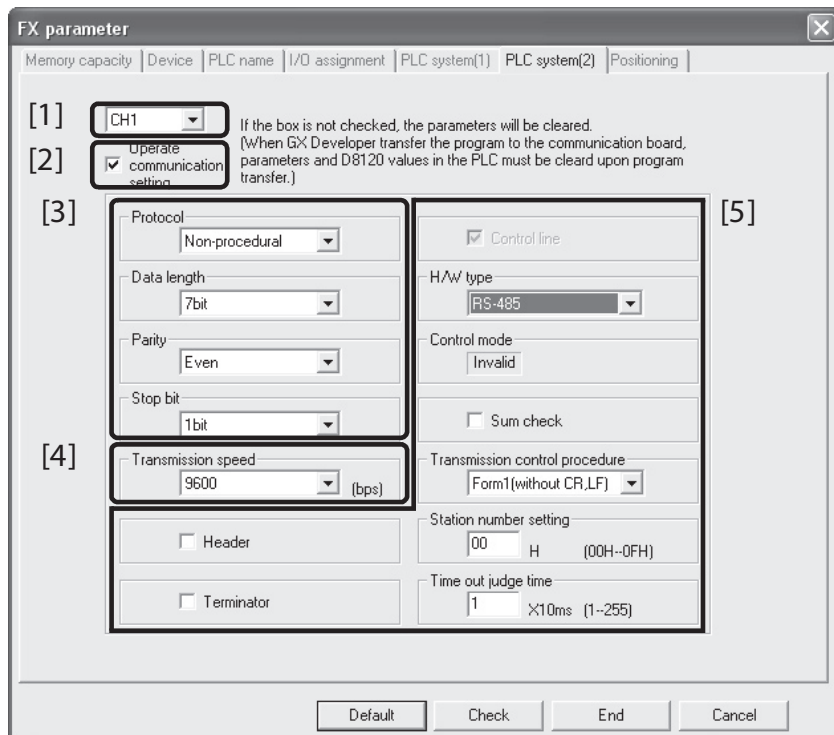 FX parameter
Memory capacity Device PLC name I/O assignment PLC system(1) PLC system(2) Positioning
[1] CH1
If the box is not checked, the parameters will be cleared.
(When GX Developer transfer the program to the communication board,
parameters and D8120 values in the PLC must be cleard upon program
transfer.)
[2] Operate
communication
setting
[3] [5]
Protocol
Non-procedural
Control line
Data length
7bit
H/W type
RS-485
Parity
Even
Control mode
Invalid
Stop bit
1bit
Sum check
[4]
Transmission speed
9600 (bps)
Transmission control procedure
Form1(without CR,LF)
Header
Station number setting
00 H (00H--0FH)
Terminator
Time out judge time
1 X10ms (1--255)
Default Check End Cancel